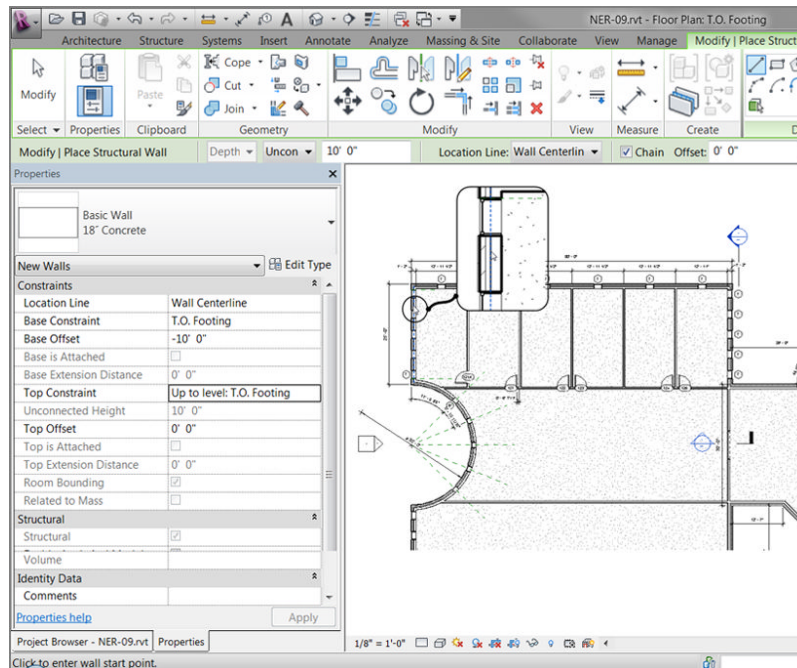 NER-09.rvt - Floor Plan: T.O. Footing
Architecture Structure Systems Insert Annotate Analyze Massing & Site Collaborate View Manage Modify | Place Struct
Modify
Cope
Cut
Join
Paste
Select Properties Clipboard Geometry Modify View Measure Create D
Modify | Place Structural Wall Depth Uncon 10' 0" Location Line: Wall Centerlin Chain Offset: 0' 0"
Properties
Basic Wall
18" Concrete
New Walls Edit Type
Constraints
Location Line Wall Centerline
Base Constraint T.O. Footing
Base Offset -10' 0"
Base is Attached
Base Extension Distance 0' 0"
Top Constraint Up to level: T.O. Footing
Unconnected Height 10' 0"
Top Offset 0' 0"
Top is Attached
Top Extension Distance 0' 0"
Room Bounding
Related to Mass
Structural
Structural
Volume
Identity Data
Comments
Properties help Apply
Project Browser - NER-09.rvt Properties
1/8" = 1'-0"
Click to enter wall start point.